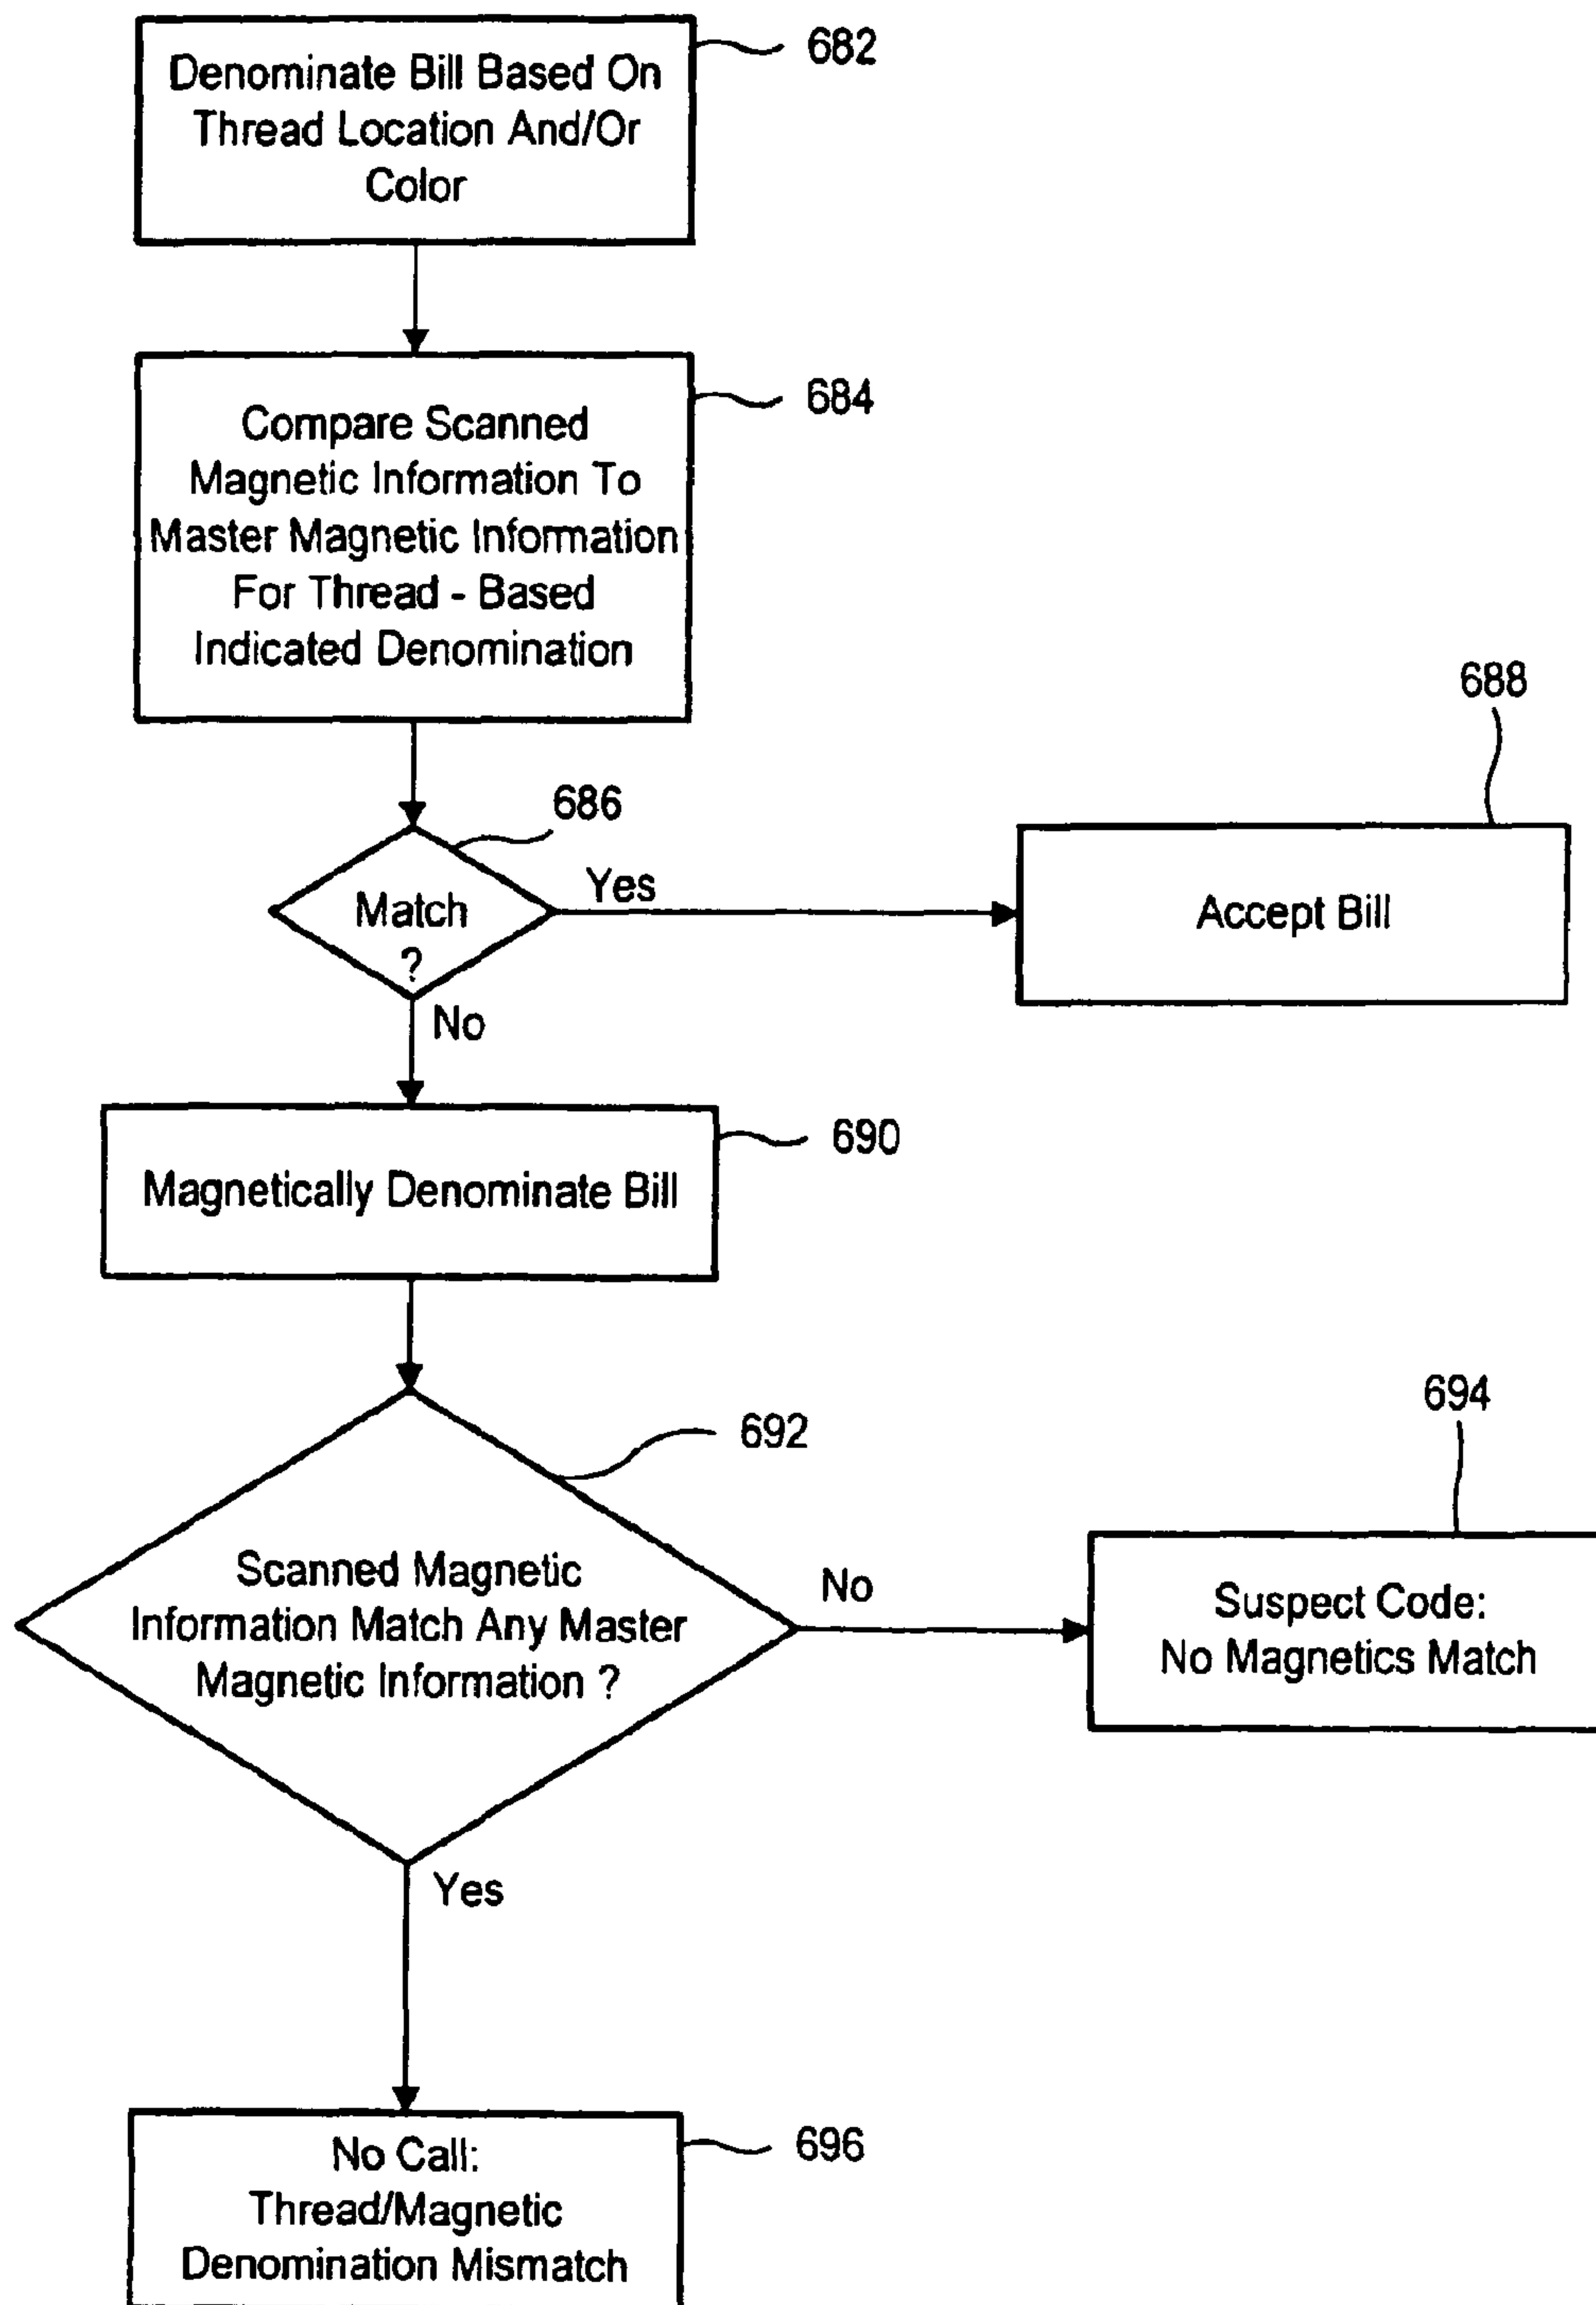 682
Denominate Bill Based On
Thread Location And/Or
Color
684
Compare Scanned
Magnetic Information To
Master Magnetic Information
For Thread - Based
Indicated Denomination
688
686
Match
?
Yes
Accept Bill
No
690
Magnetically Denominate Bill
692
694
Scanned Magnetic
Information Match Any Master
Magnetic Information ?
No
Suspect Code:
No Magnetics Match
Yes
696
No Call:
Thread/Magnetic
Denomination Mismatch